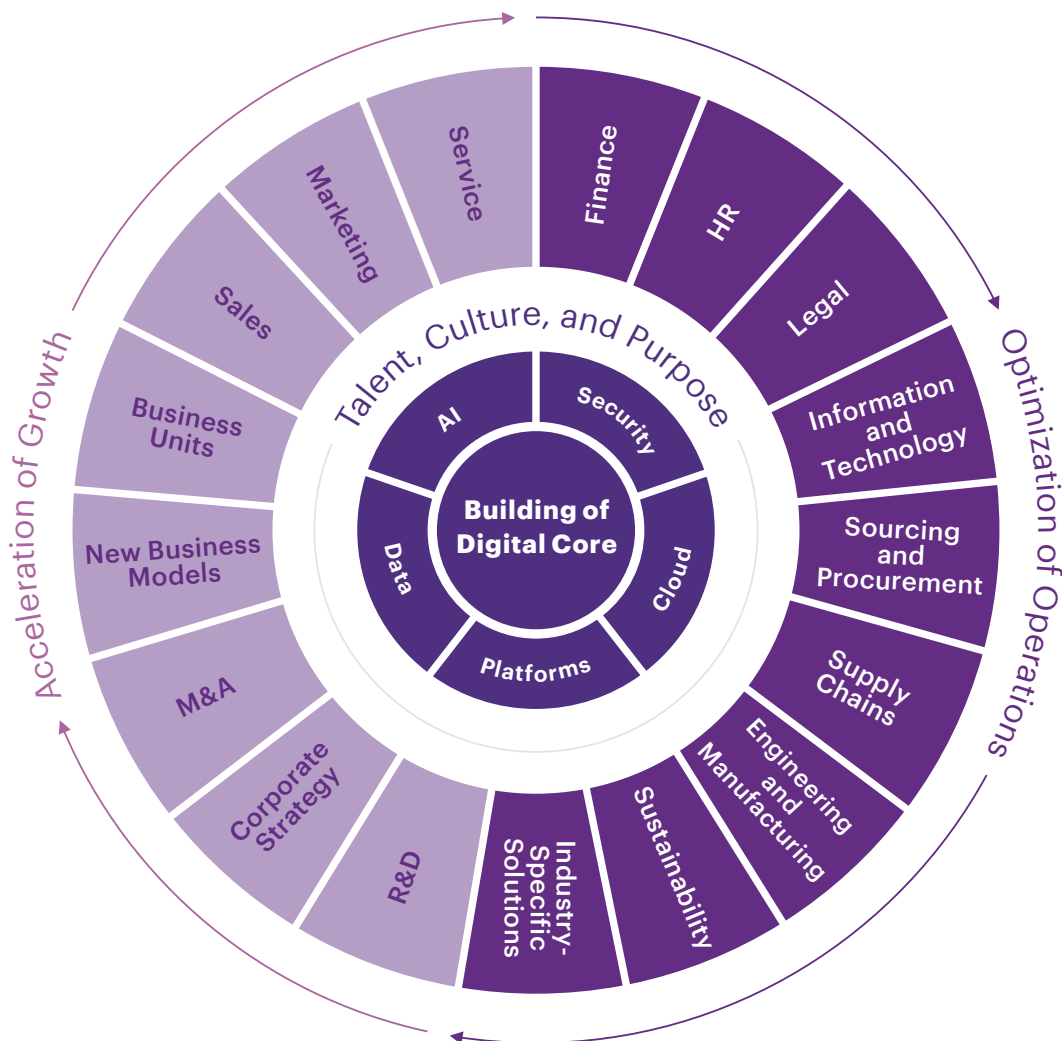 Acceleration of Growth
Optimization of Operations
Finance
HR
Legal
Information
and
Technology
Sourcing
and
Procurement
Supply
Chains
Engineering
and
Manufacturing
Sustainability
Industry-
Specific
Solutions
R&D
Corporate
Strategy
M&A
New Business
Models
Business
Units
Sales
Marketing
Service
Talent, Culture, and Purpose
AI
Security
Cloud
Platforms
Data
Building of
Digital Core